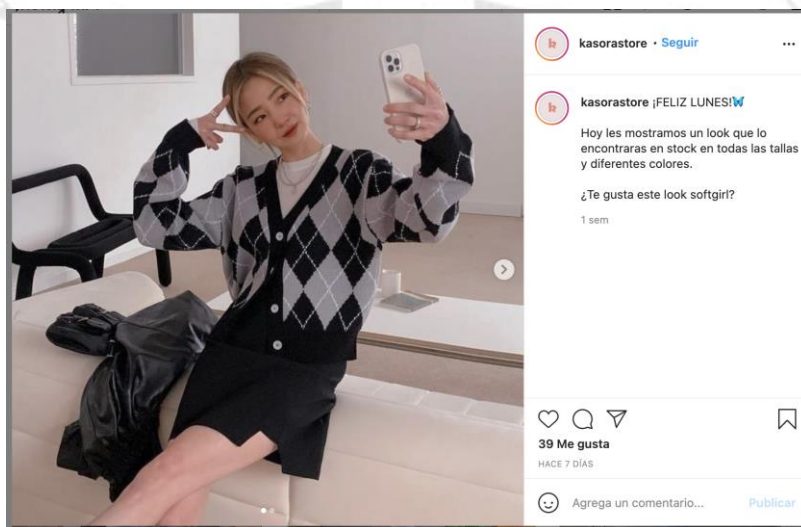 kasorastore • Seguir
kasorastore ¡FELIZ LUNES!🦋
Hoy les mostramos un look que lo
encontraras en stock en todas las tallas
y diferentes colores.
¿Te gusta este look softgirl?
1 sem
39 Me gusta
HACE 7 DÍAS
Agrega un comentario...
Publicar